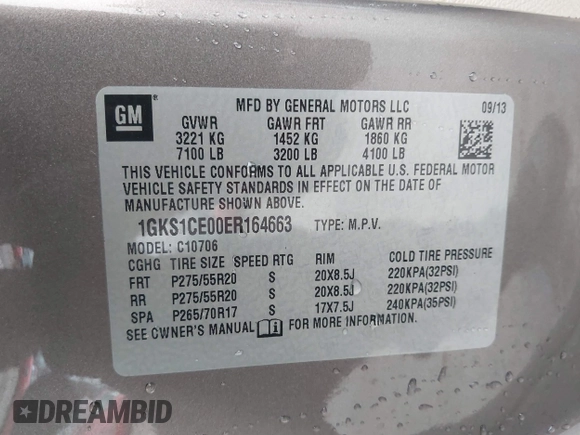 GM
MFD BY GENERAL MOTORS LLC 09/13
GVWR GAWR FRT GAWR RR
3221 KG 1452 KG 1860 KG
7100 LB 3200 LB 4100 LB
THIS VEHICLE CONFORMS TO ALL APPLICABLE U.S. FEDERAL MOTOR
VEHICLE SAFETY STANDARDS IN EFFECT ON THE DATE OF
MANUFACTURE SHOWN ABOVE.
1GKS1CE00ER164663 TYPE: M.P.V.
MODEL: C10706
CGHG TIRE SIZE SPEED RTG RIM COLD TIRE PRESSURE
FRT P275/55R20 S 20X8.5J 220KPA(32PSI)
RR P275/55R20 S 20X8.5J 220KPA(32PSI)
SPA P265/70R17 S 17X7.5J 240KPA(35PSI)
SEE OWNER'S MANUAL FOR MORE INFORMATION.
DREAMBID